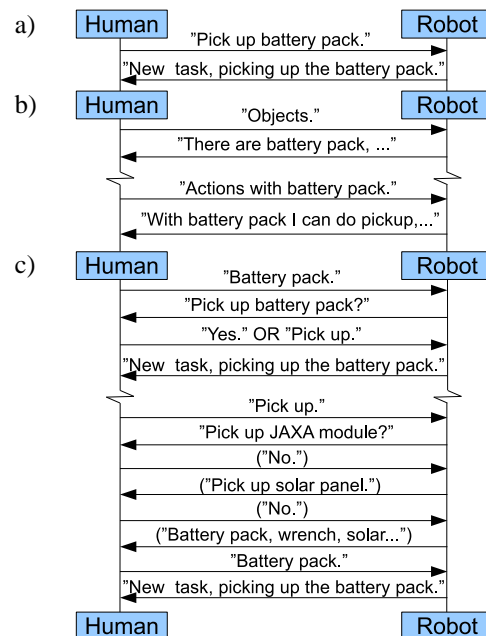 a)
Human Robot
"Pick up battery pack."
"New task, picking up the battery pack."
b)
Human Robot
"Objects."
"There are battery pack, ..."
"Actions with battery pack."
"With battery pack I can do pickup,..."
c)
Human Robot
"Battery pack."
"Pick up battery pack?"
"Yes." OR "Pick up."
"New task, picking up the battery pack."
"Pick up."
"Pick up JAXA module?"
("No.")
("Pick up solar panel.")
("No.")
("Battery pack, wrench, solar...")
"Battery pack."
"New task, picking up the battery pack."
Human Robot